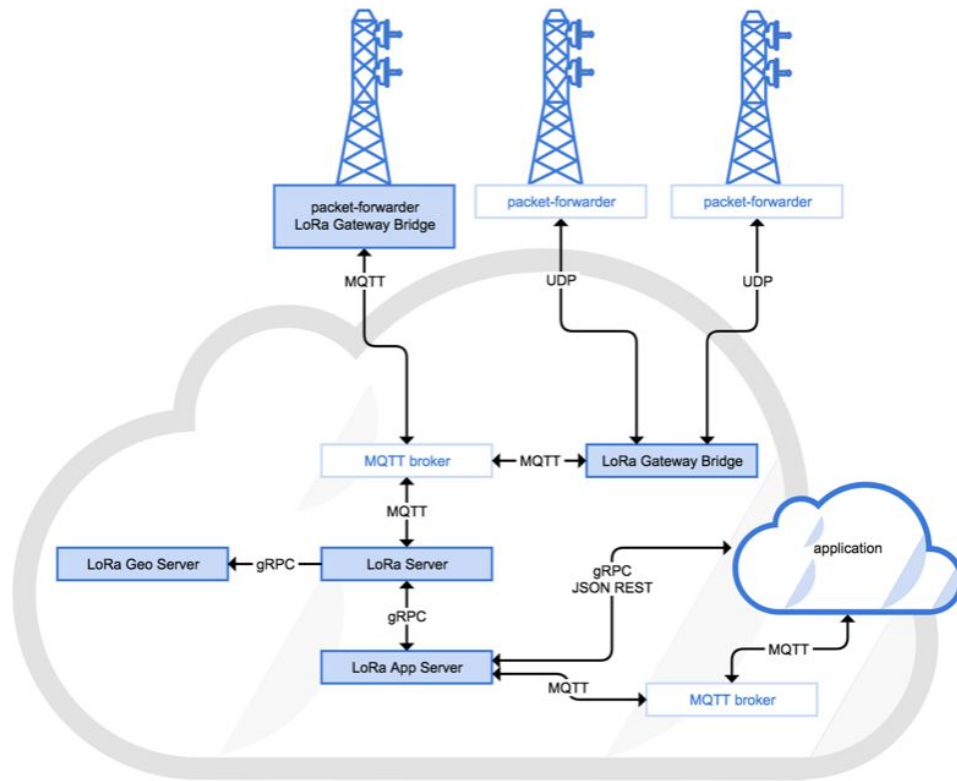 packet-forwarder
LoRa Gateway Bridge
packet-forwarder
packet-forwarder
MQTT
UDP
UDP
MQTT broker
MQTT
LoRa Gateway Bridge
MQTT
application
LoRa Geo Server
gRPC
LoRa Server
gRPC
JSON REST
gRPC
LoRa App Server
MQTT
MQTT
MQTT broker